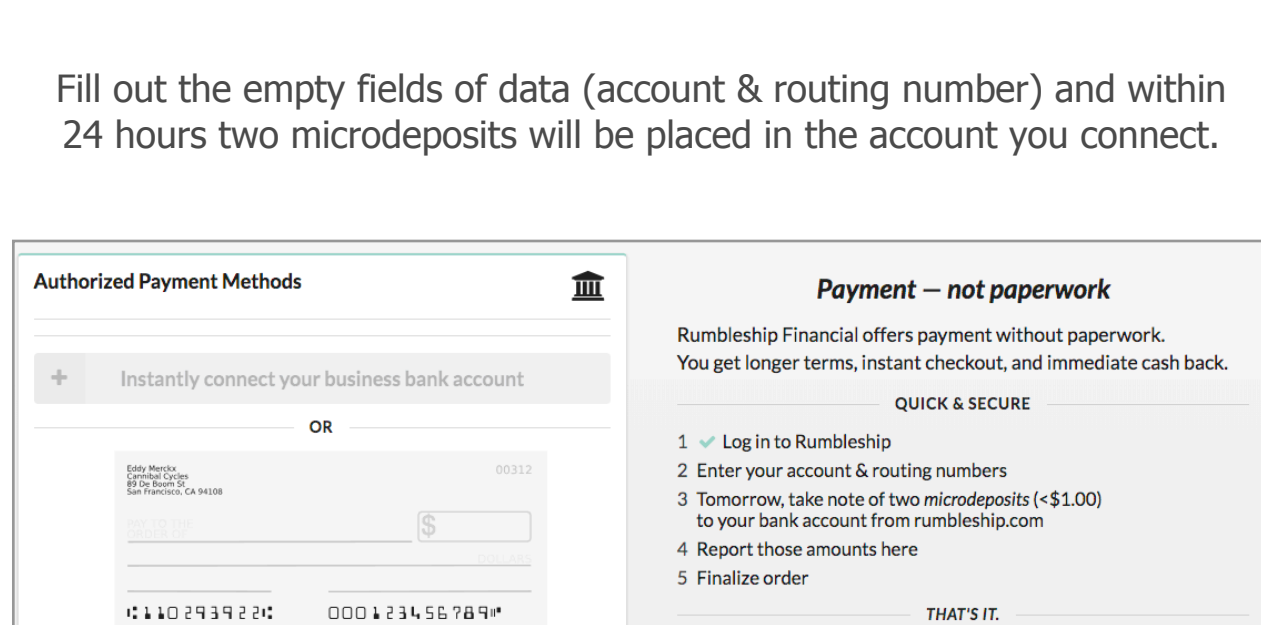 Fill out the empty fields of data (account & routing number) and within
24 hours two microdeposits will be placed in the account you connect.
Authorized Payment Methods
+ Instantly connect your business bank account
OR
Eddy Merckx
Cannibal Cycles
89 De Boom St
San Francisco, CA 94108
00312
PAY TO THE
ORDER OF
$
DOLLARS
⑆110293922⑆ 000123456789⑈
Payment — not paperwork
Rumbleship Financial offers payment without paperwork.
You get longer terms, instant checkout, and immediate cash back.
QUICK & SECURE
1 ✔ Log in to Rumbleship
2 Enter your account & routing numbers
3 Tomorrow, take note of two microdeposits (<$1.00)
to your bank account from rumbleship.com
4 Report those amounts here
5 Finalize order
THAT'S IT.